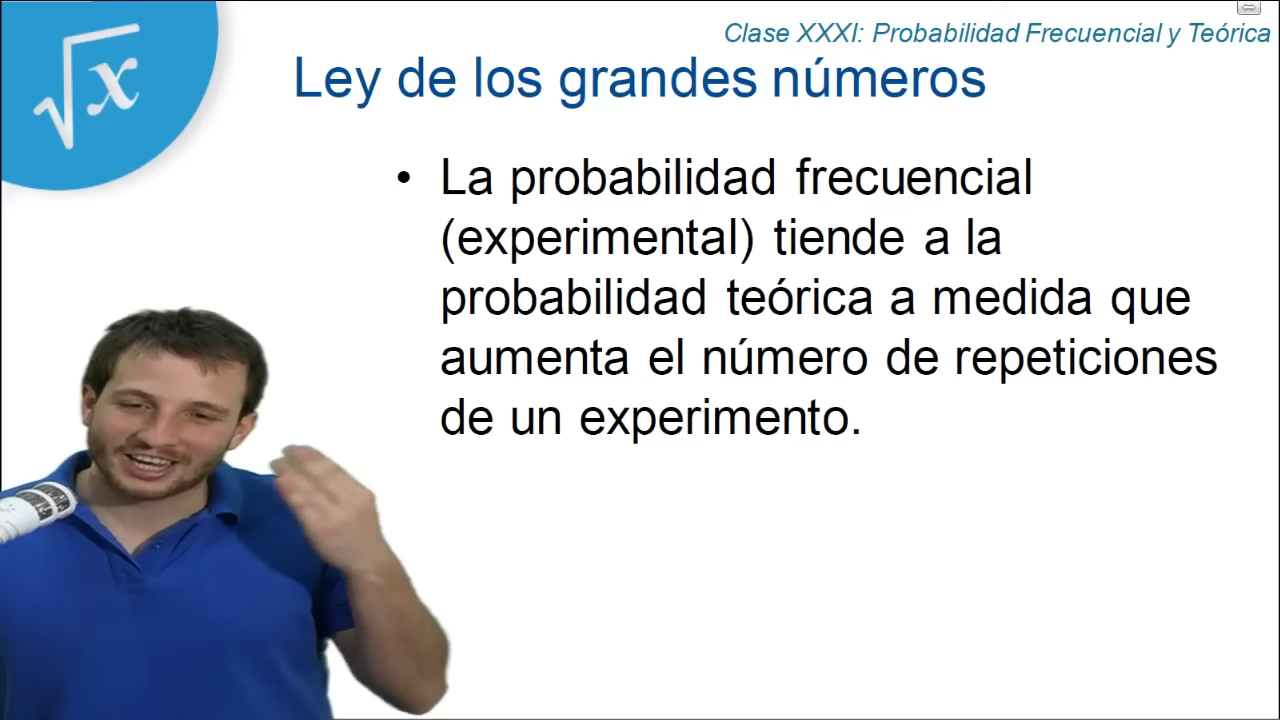 Clase XXXI: Probabilidad Frecuencial y Teórica
√x
Ley de los grandes números
• La probabilidad frecuencial
(experimental) tiende a la
probabilidad teórica a medida que
aumenta el número de repeticiones
de un experimento.